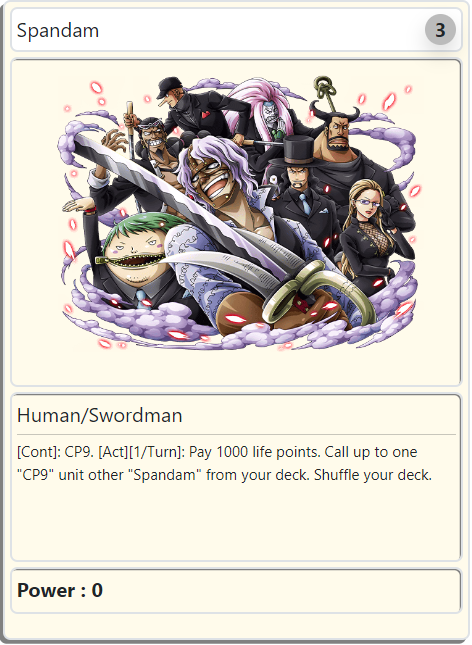 Spandam
3
Human/Swordman
[Cont]: CP9. [Act][1/Turn]: Pay 1000 life points. Call up to one
"CP9" unit other "Spandam" from your deck. Shuffle your deck.
Power : 0